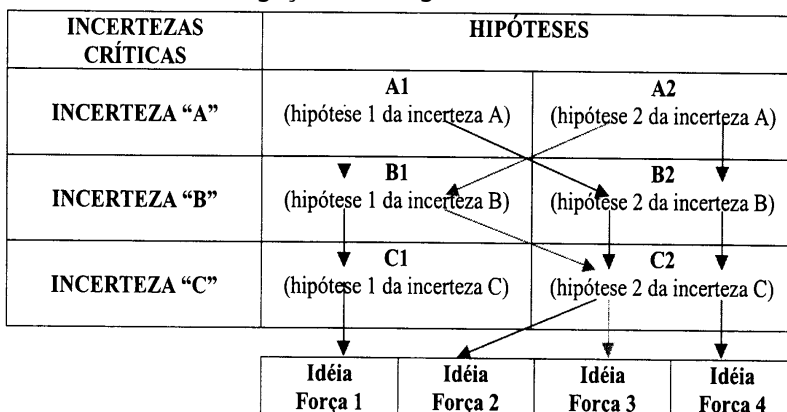 INCERTEZAS CRÍTICAS
HIPÓTESES
INCERTEZA “A”
A1
(hipótese 1 da incerteza A)
A2
(hipótese 2 da incerteza A)
INCERTEZA “B”
B1
(hipótese 1 da incerteza B)
B2
(hipótese 2 da incerteza B)
INCERTEZA “C”
C1
(hipótese 1 da incerteza C)
C2
(hipótese 2 da incerteza C)
Idéia
Força 1
Idéia
Força 2
Idéia
Força 3
Idéia
Força 4